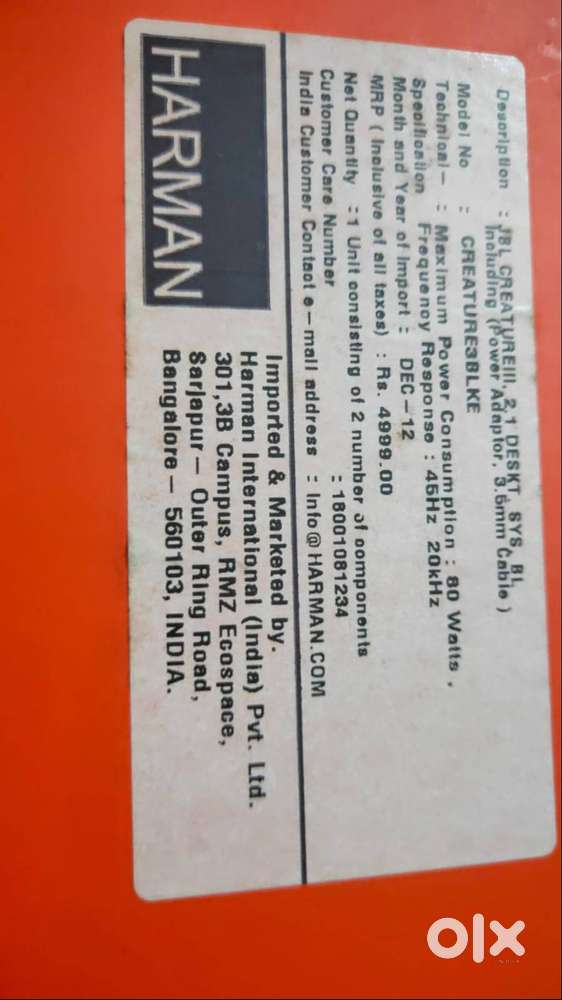 Description : JBL CREATUREIII, 2.1 DESKT SYS, BL,
Including (Power Adaptor, 3.5mm Cable )
Model No : CREATURE3BLKE
Technical – : Maximum Power Consumption : 80 Watts ,
Specification Frequency Response : 45Hz 20kHz
Month and Year of Import : DEC–12
MRP ( Inclusive of all taxes) : Rs. 4999.00
Net Quantity : 1 Unit consisting of 2 number of components
Customer Care Number : 18001081234
India Customer Contact e–mail address : Info@HARMAN.COM
HARMAN
Imported & Marketed by.
Harman International (India) Pvt. Ltd.
301,3B Campus, RMZ Ecospace,
Sarjapur – Outer Ring Road,
Bangalore – 560103, INDIA.
olx
INDIA